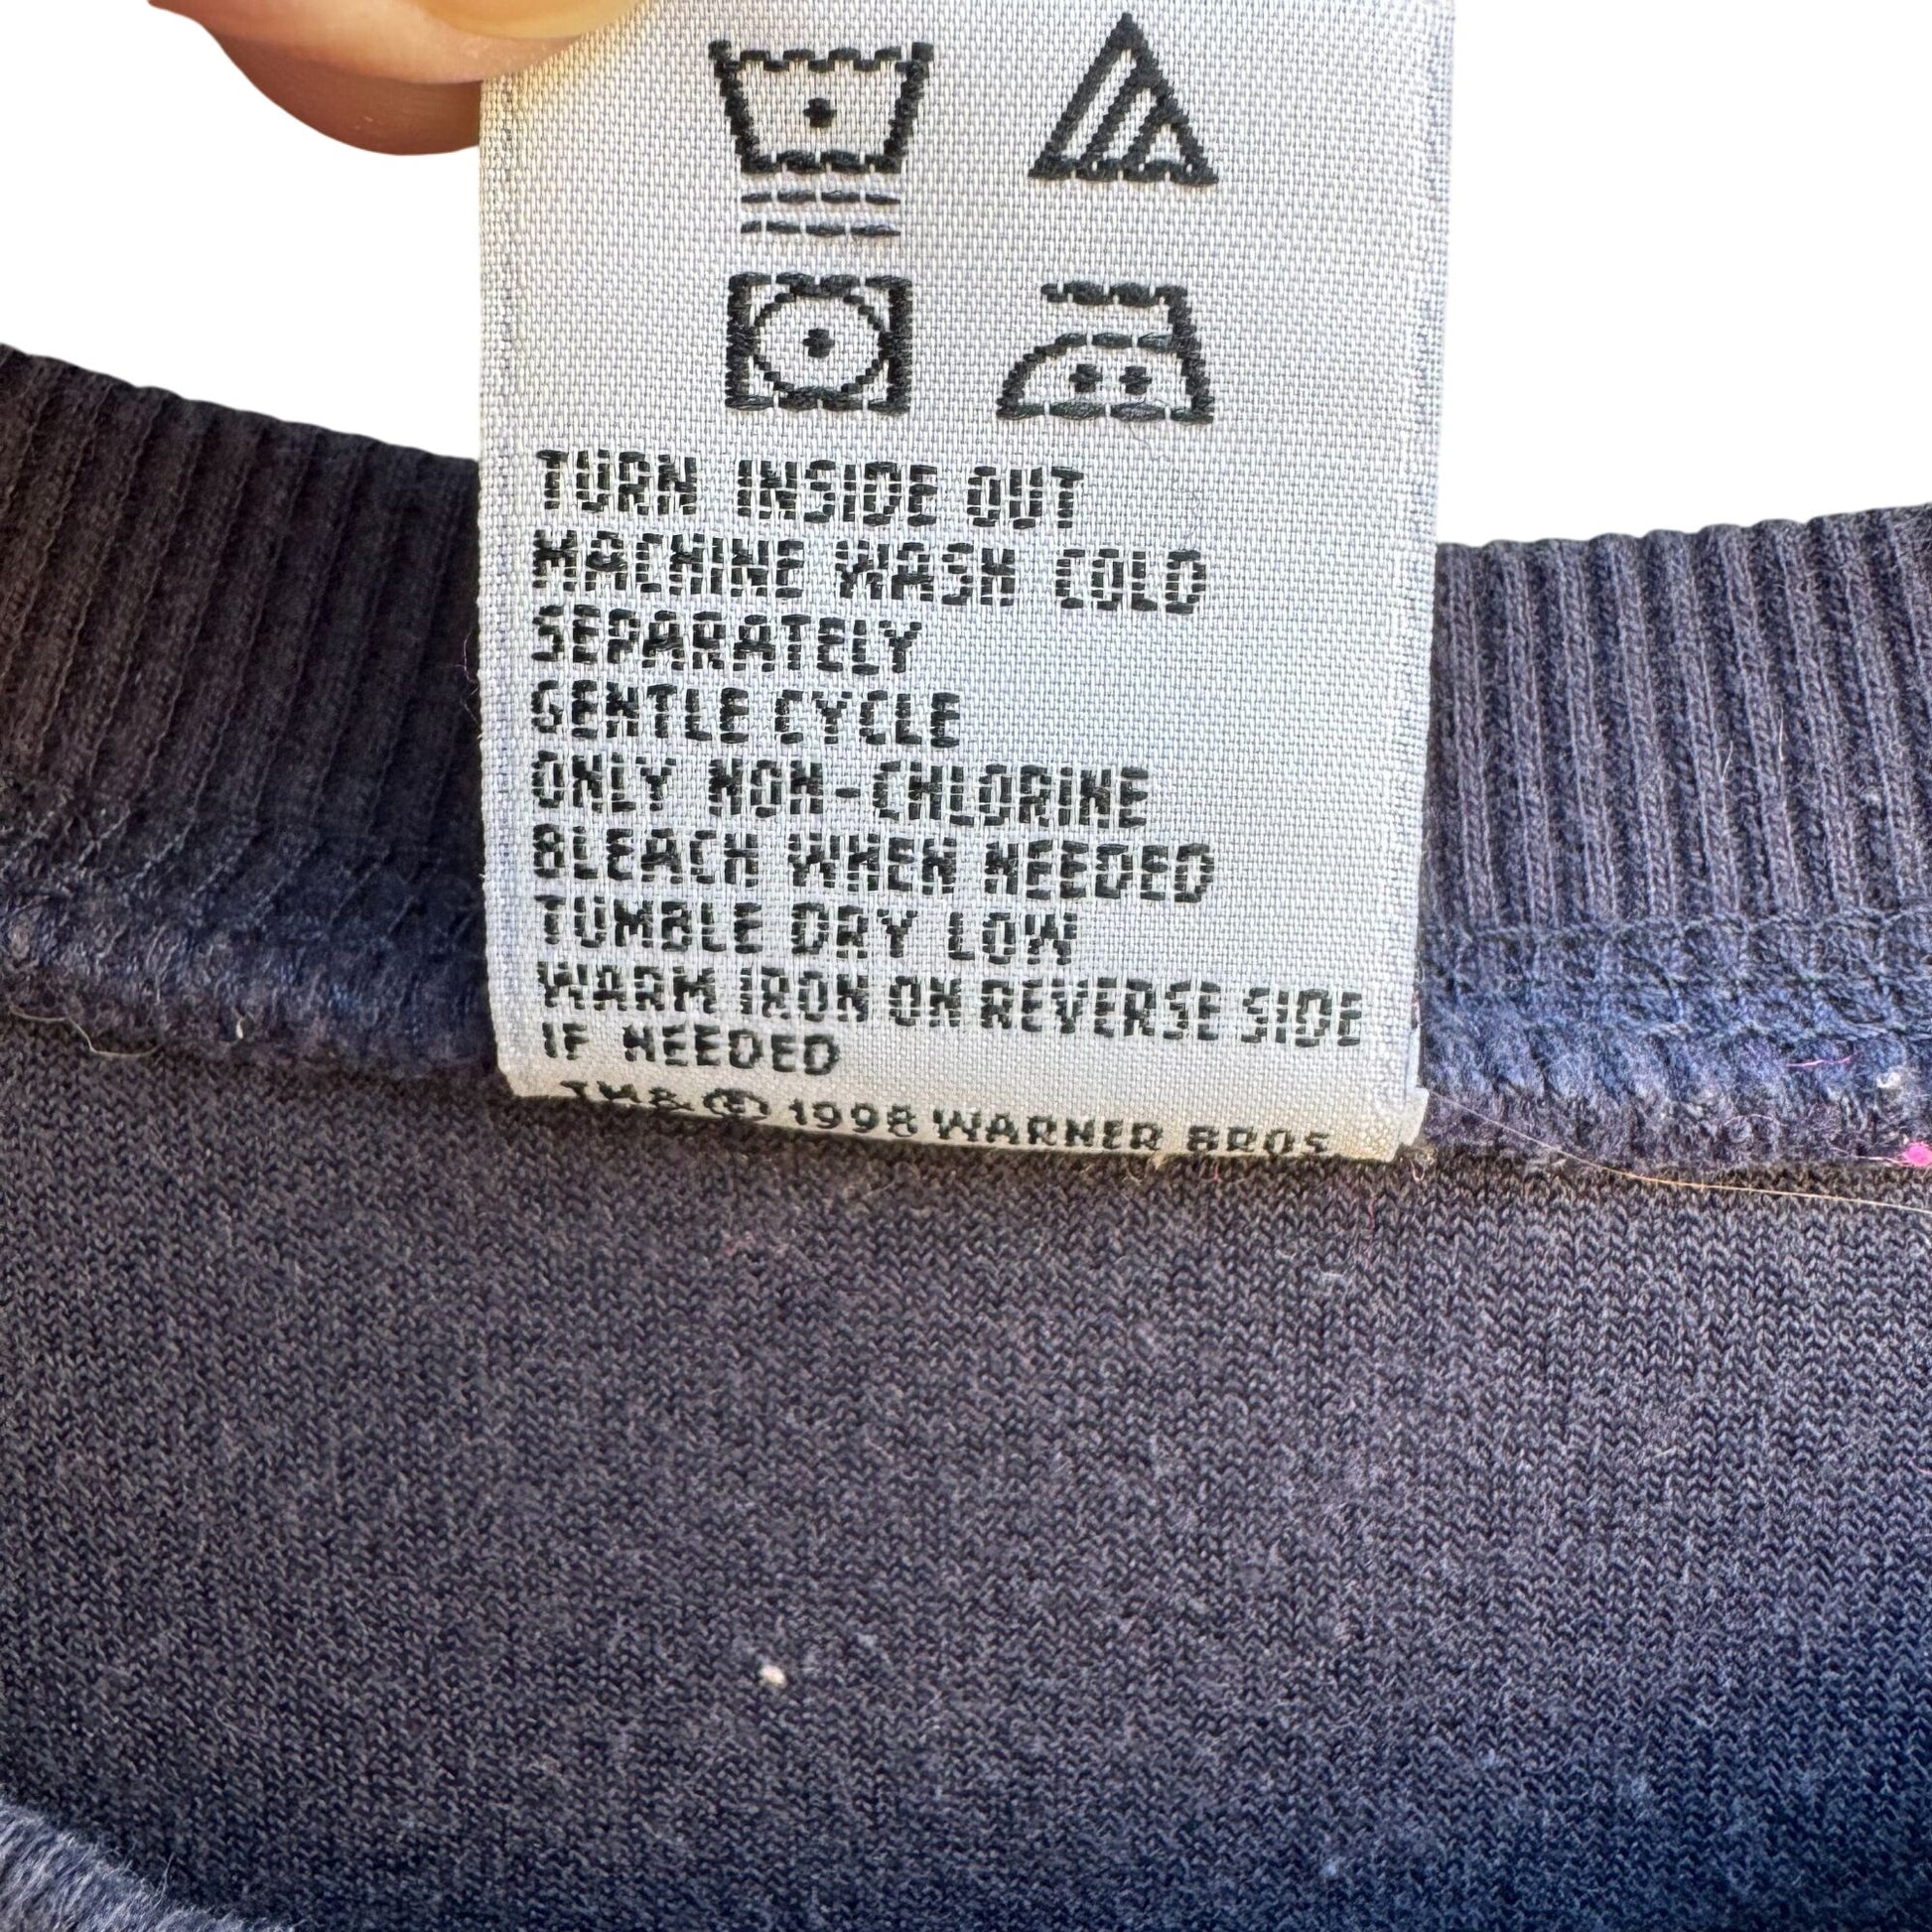 TURN INSIDE OUT
MACHINE WASH COLD
SEPARATELY
GENTLE CYCLE
ONLY NON-CHLORINE
BLEACH WHEN NEEDED
TUMBLE DRY LOW
WARM IRON ON REVERSE SIDE
IF NEEDED
TM & © 1998 WARNER BROS.